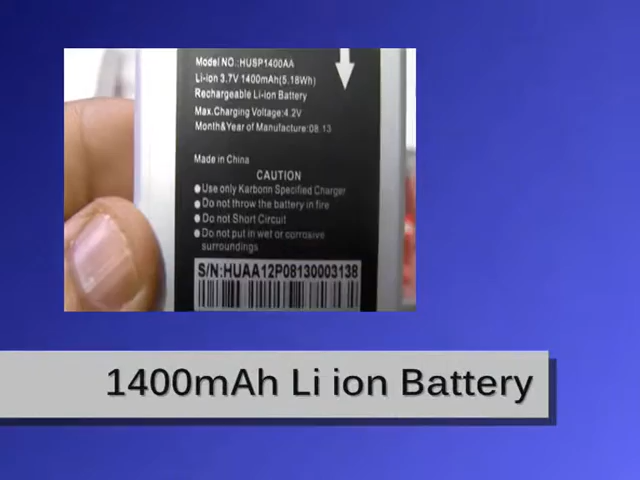 Model NO.:HUSP1400AA
Li-ion 3.7V 1400mAh(5.18Wh)
Rechargeable Li-ion Battery
Max.Charging Voltage:4.2V
Month&Year of Manufacture:08.13
Made in China
CAUTION
●Use only Karbonn Specified Charger
●Do not throw the battery in fire
●Do not Short Circuit
●Do not put in wet or corrosive
surroundings
S/N:HUAA12P08130003138
1400mAh Li ion Battery